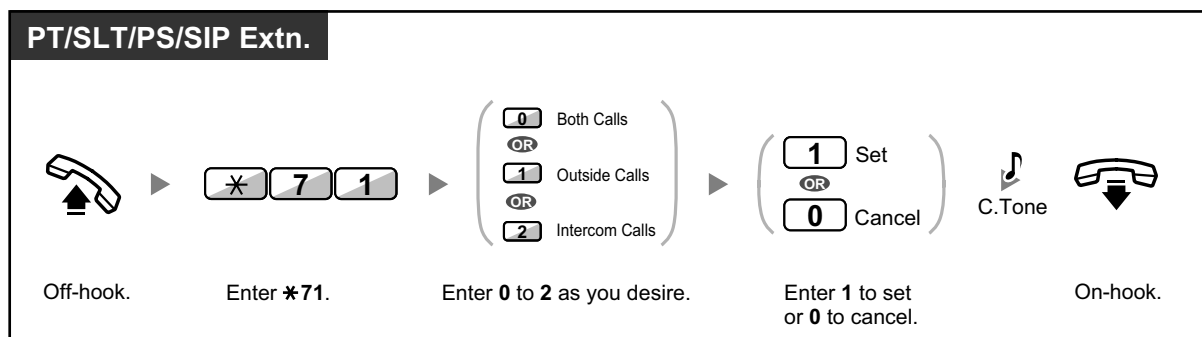 PT/SLT/PS/SIP Extn.
0 Both Calls
OR
1 Outside Calls
OR
2 Intercom Calls
✳ 7 1
1 Set
OR
0 Cancel
C.Tone
Off-hook.
Enter ✳71.
Enter 0 to 2 as you desire.
Enter 1 to set
or 0 to cancel.
On-hook.